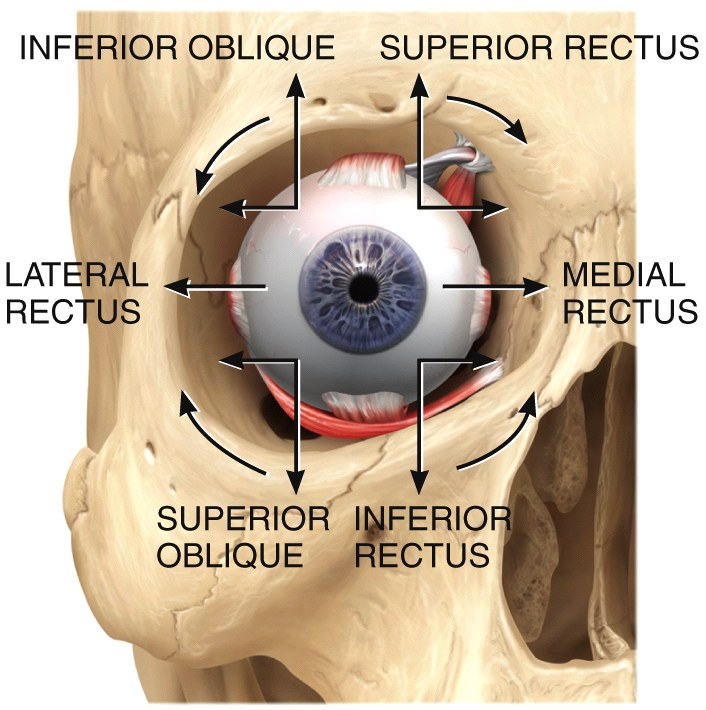 INFERIOR OBLIQUE
SUPERIOR RECTUS
LATERAL
RECTUS
MEDIAL
RECTUS
SUPERIOR
OBLIQUE
INFERIOR
RECTUS